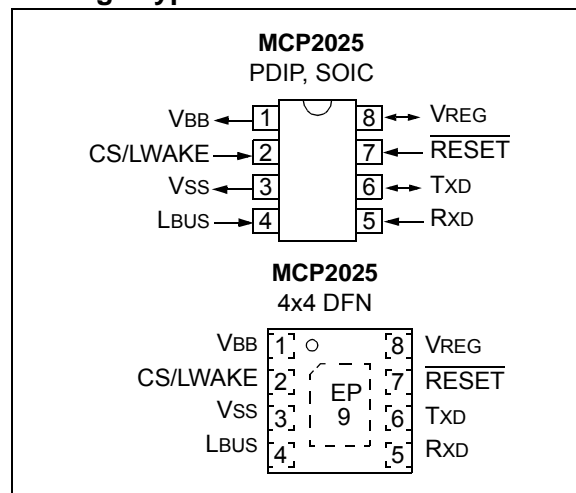 MCP2025
PDIP, SOIC
VBB 1 8 VREG
CS/LWAKE 2 7 RESET
VSS 3 6 TXD
LBUS 4 5 RXD
MCP2025
4x4 DFN
VBB 1 8 VREG
CS/LWAKE 2 7 RESET
VSS 3 EP 9 6 TXD
LBUS 4 5 RXD